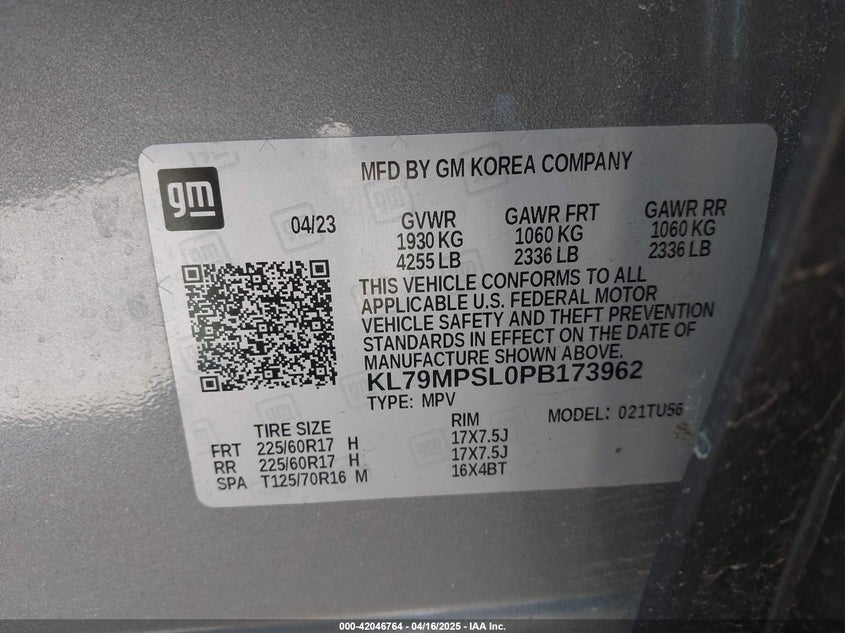 gm
MFD BY GM KOREA COMPANY
04/23
GVWR GAWR FRT GAWR RR
1930 KG 1060 KG 1060 KG
4255 LB 2336 LB 2336 LB
THIS VEHICLE CONFORMS TO ALL
APPLICABLE U.S. FEDERAL MOTOR
VEHICLE SAFETY AND THEFT PREVENTION
STANDARDS IN EFFECT ON THE DATE OF
MANUFACTURE SHOWN ABOVE.
KL79MPSL0PB173962
TYPE: MPV MODEL: 021TU56
TIRE SIZE RIM
FRT 225/60R17 H 17X7.5J
RR 225/60R17 H 17X7.5J
SPA T125/70R16 M 16X4BT
000-42046764 - 04/16/2025 - IAA Inc.